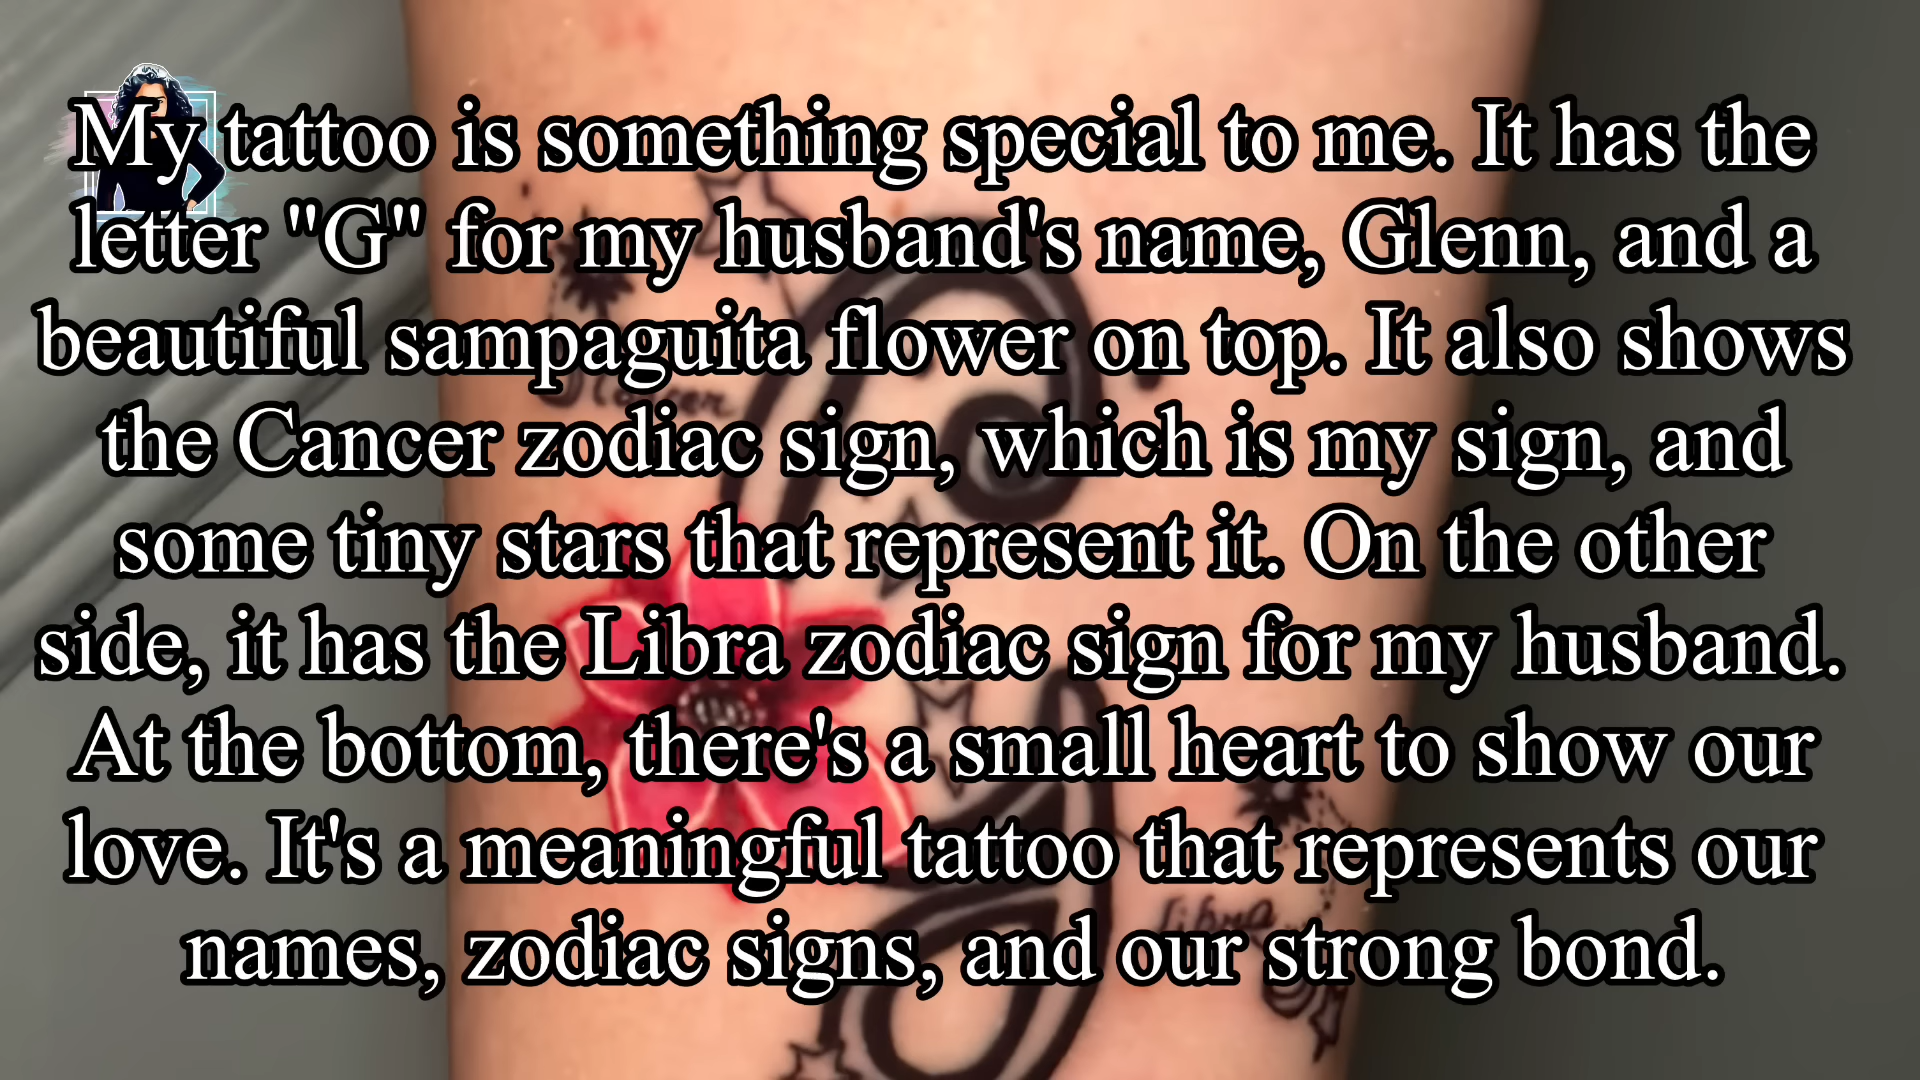 My tattoo is something special to me. It has the
letter "G" for my husband's name, Glenn, and a
beautiful sampaguita flower on top. It also shows
the Cancer zodiac sign, which is my sign, and
some tiny stars that represent it. On the other
side, it has the Libra zodiac sign for my husband.
At the bottom, there's a small heart to show our
love. It's a meaningful tattoo that represents our
names, zodiac signs, and our strong bond.
Cancer
libra